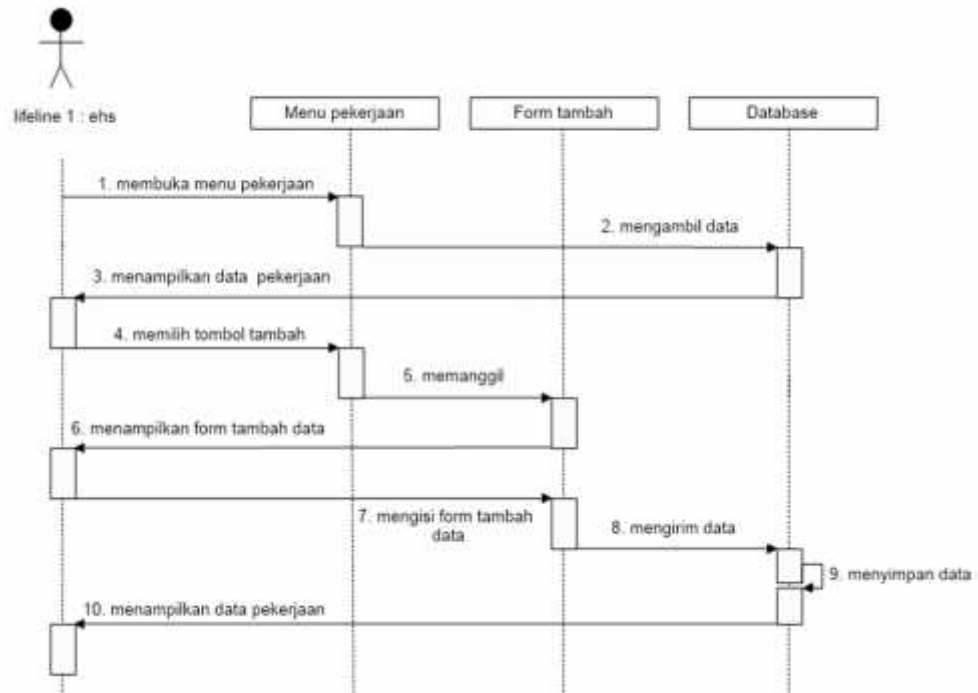 lifeline 1 : ehs
Menu pekerjaan
Form tambah
Database
1. membuka menu pekerjaan
2. mengambil data
3. menampilkan data pekerjaan
4. memilih tombol tambah
5. memanggil
6. menampilkan form tambah data
7. mengisi form tambah
data
8. mengirim data
9. menyimpan data
10. menampilkan data pekerjaan